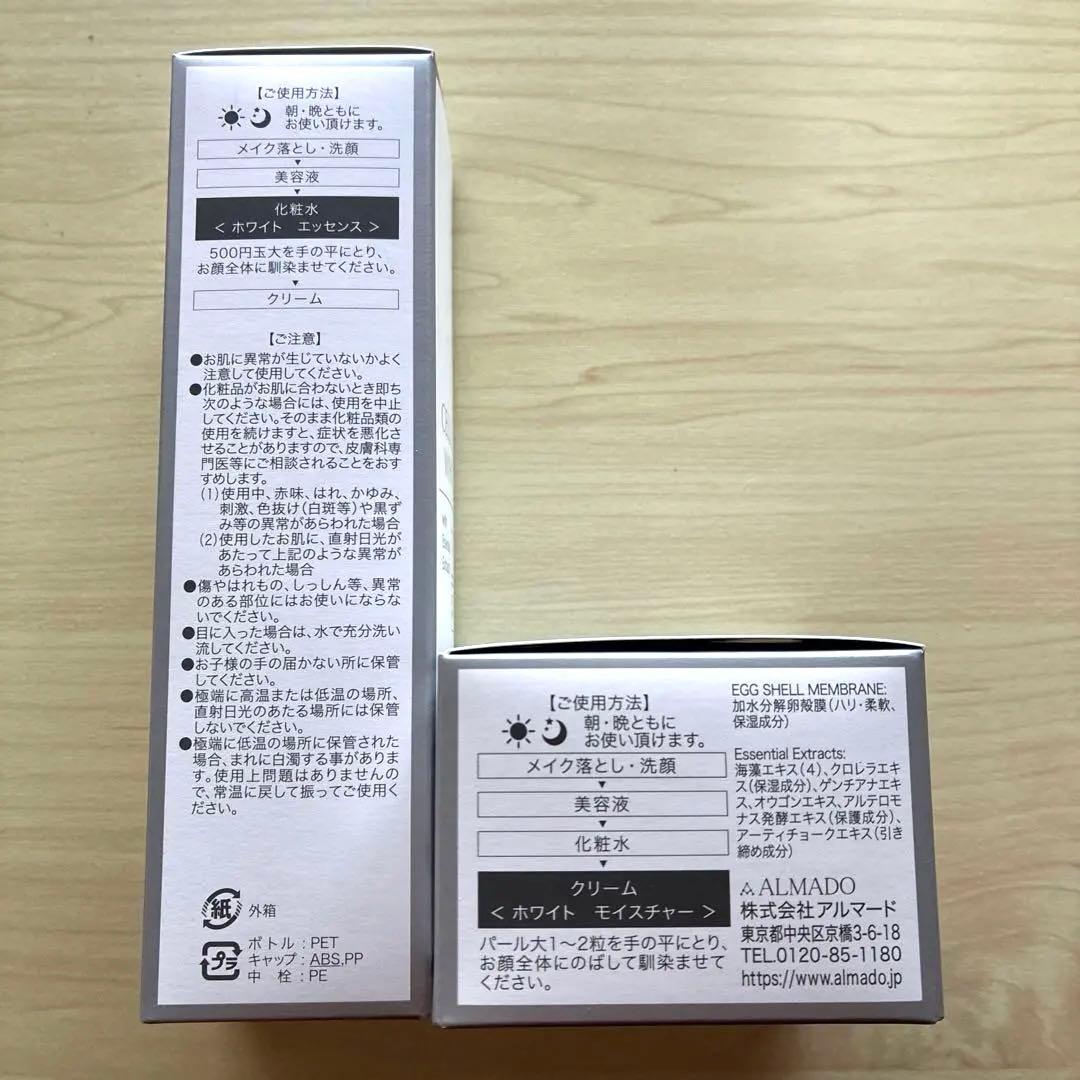 【ご使用方法】
朝・晩ともに
お使い頂けます。
メイク落とし・洗顔
▼
美容液
▼
化粧水
＜ ホワイト　エッセンス ＞
500円玉大を手の平にとり、
お顔全体に馴染ませてください。
▼
クリーム
【ご注意】
●お肌に異常が生じていないかよく
注意して使用してください。
●化粧品がお肌に合わないとき即ち
次のような場合には、使用を中止
してください。そのまま化粧品類の
使用を続けますと、症状を悪化さ
せることがありますので、皮膚科専
門医等にご相談されることをおす
すめします。
(1)使用中、赤味、はれ、かゆみ、
刺激、色抜け(白斑等)や黒ず
み等の異常があらわれた場合
(2)使用したお肌に、直射日光が
あたって上記のような異常が
あらわれた場合
●傷やはれもの、しっしん等、異常
のある部位にはお使いにならな
いでください。
●目に入った場合は、水で充分洗い
流してください。
●お子様の手の届かない所に保管
してください。
●極端に高温または低温の場所、
直射日光のあたる場所には保管
しないでください。
●極端に低温の場所に保管された
場合、まれに白濁する事がありま
す。使用上問題はありませんの
で、常温に戻して振ってご使用く
ださい。
紙 外箱
プラ
ボトル : PET
キャップ : ABS,PP
中　栓 : PE
【ご使用方法】
朝・晩ともに
お使い頂けます。
メイク落とし・洗顔
▼
美容液
▼
化粧水
▼
クリーム
＜ ホワイト　モイスチャー ＞
パール大1〜2粒を手の平にとり、
お顔全体にのばして馴染ませて
ください。
EGG SHELL MEMBRANE:
加水分解卵殻膜(ハリ・柔軟、
保湿成分)
Essential Extracts:
海藻エキス(4)、クロレラエキ
ス(保湿成分)、ゲンチアナエキ
ス、オウゴンエキス、アルテロモ
ナス発酵エキス(保護成分)、
アーティチョークエキス(引き
締め成分)
ALMADO
株式会社アルマード
東京都中央区京橋3-6-18
TEL.0120-85-1180
https://www.almado.jp